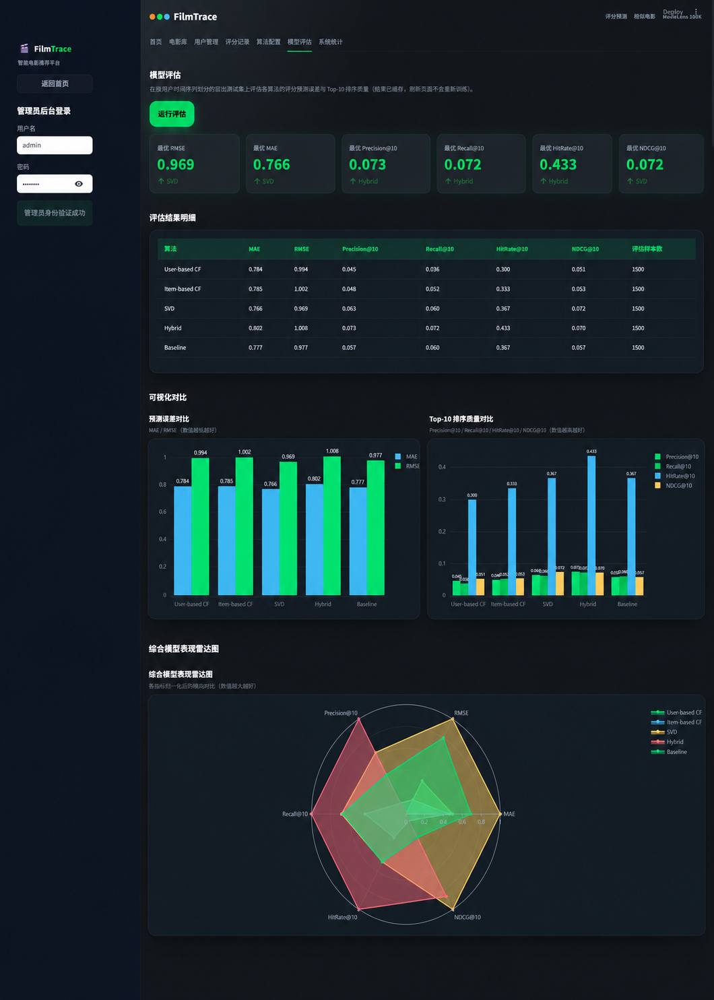 FilmTrace
智能电影推荐平台
返回首页
管理员后台登录
用户名
admin
密码
••••••••
管理员身份验证成功
FilmTrace
评分预测 相似电影 Deploy
MovieLens 100K
首页 电影库 用户管理 评分记录 算法配置 模型评估 系统统计
模型评估
在按用户时间序列划分的留出测试集上评估各算法的评分预测误差与 Top-10 排序质量（结果已缓存，刷新页面不会重新训练）。
运行评估
最优 RMSE
0.969
↑ SVD
最优 MAE
0.766
↑ SVD
最优 Precision@10
0.073
↑ Hybrid
最优 Recall@10
0.072
↑ Hybrid
最优 HitRate@10
0.433
↑ Hybrid
最优 NDCG@10
0.072
↑ SVD
评估结果明细
算法 MAE RMSE Precision@10 Recall@10 HitRate@10 NDCG@10 评估样本数
User-based CF 0.784 0.994 0.045 0.036 0.300 0.051 1500
Item-based CF 0.785 1.002 0.048 0.052 0.333 0.053 1500
SVD 0.766 0.969 0.063 0.060 0.367 0.072 1500
Hybrid 0.802 1.008 0.073 0.072 0.433 0.070 1500
Baseline 0.777 0.977 0.057 0.060 0.367 0.057 1500
可视化对比
预测误差对比
MAE / RMSE（数值越低越好）
1
0.8
0.6
0.4
0.2
0
0.784 0.994 0.785 1.002 0.766 0.969 0.802 1.008 0.777 0.977
User-based CF Item-based CF SVD Hybrid Baseline
MAE
RMSE
Top-10 排序质量对比
Precision@10 / Recall@10 / HitRate@10 / NDCG@10（数值越高越好）
0.4
0.3
0.2
0.1
0
0.045 0.036 0.300 0.051 0.333 0.053 0.367 0.072 0.433 0.070 0.367 0.057
User-based CF Item-based CF SVD Hybrid Baseline
Precision@10
Recall@10
HitRate@10
NDCG@10
综合模型表现雷达图
综合模型表现雷达图
各指标归一化后的横向对比（数值越大越好）
Precision@10
RMSE
Recall@10
MAE
HitRate@10
NDCG@10
0 0.2 0.4 0.6 0.8 1
User-based CF
Item-based CF
SVD
Hybrid
Baseline